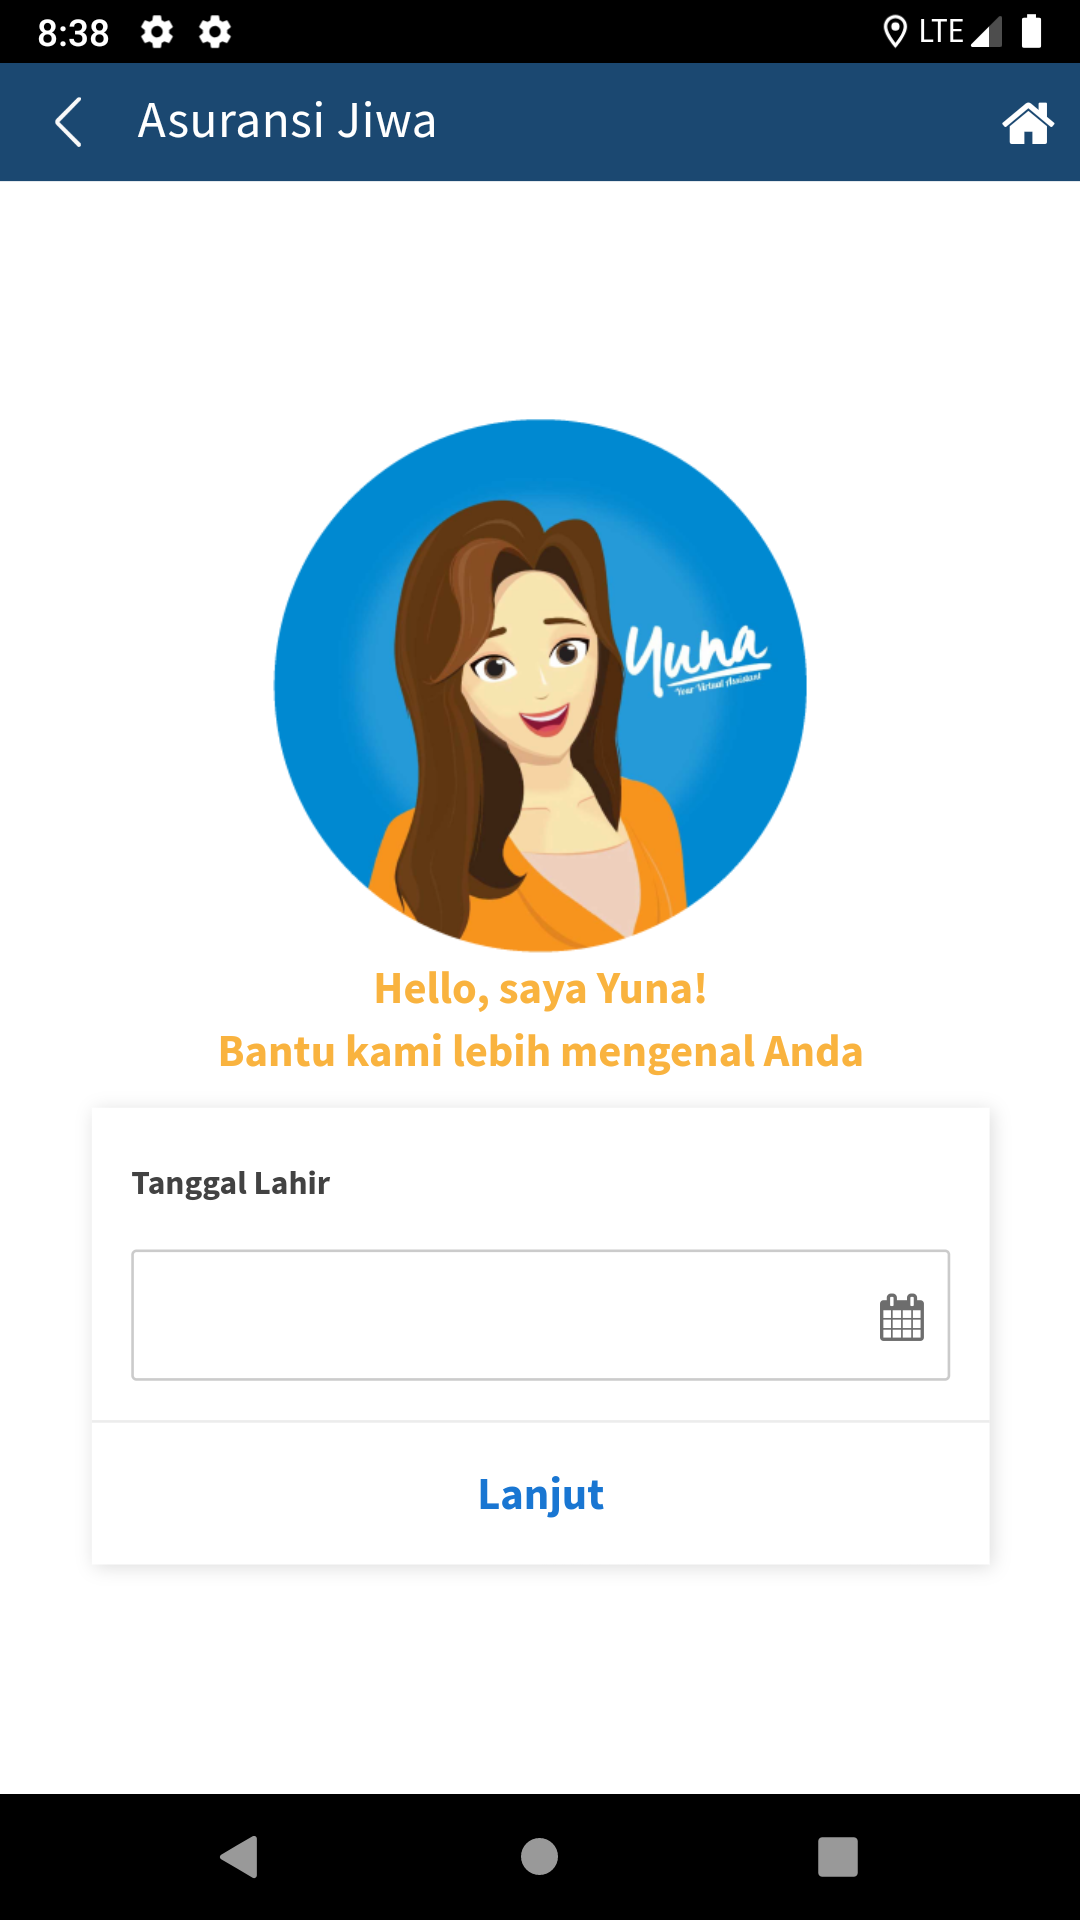 8:38
LTE
Asuransi Jiwa
Yuna
Your Virtual Assistant
Hello, saya Yuna!
Bantu kami lebih mengenal Anda
Tanggal Lahir
Lanjut